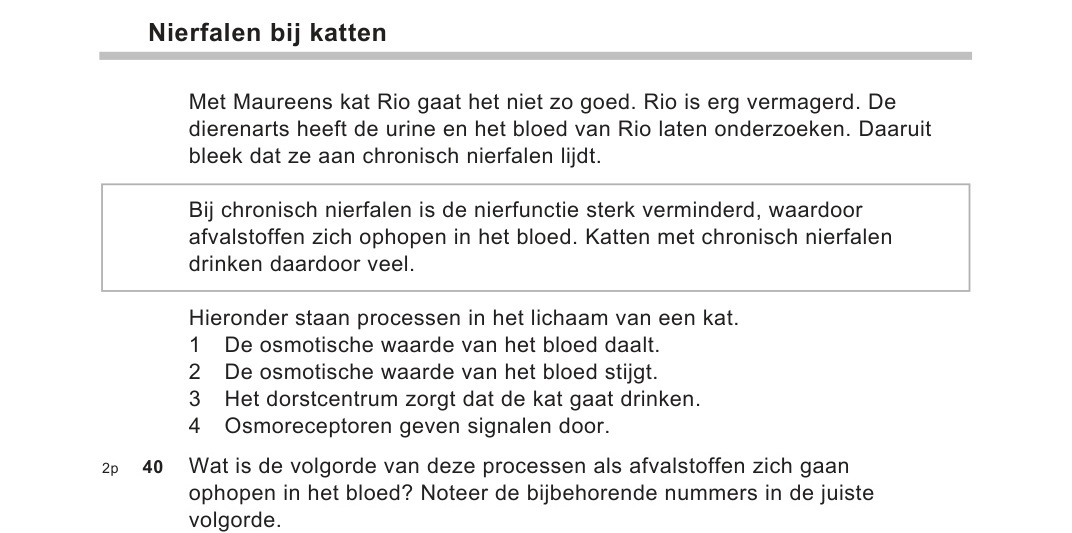 Nierfalen bij katten
Met Maureens kat Rio gaat het niet zo goed. Rio is erg vermagerd. De
dierenarts heeft de urine en het bloed van Rio laten onderzoeken. Daaruit
bleek dat ze aan chronisch nierfalen lijdt.
Bij chronisch nierfalen is de nierfunctie sterk verminderd, waardoor
afvalstoffen zich ophopen in het bloed. Katten met chronisch nierfalen
drinken daardoor veel.
Hieronder staan processen in het lichaam van een kat.
1 De osmotische waarde van het bloed daalt.
2 De osmotische waarde van het bloed stijgt.
3 Het dorstcentrum zorgt dat de kat gaat drinken.
4 Osmoreceptoren geven signalen door.
2p 40 Wat is de volgorde van deze processen als afvalstoffen zich gaan
ophopen in het bloed? Noteer de bijbehorende nummers in de juiste
volgorde.